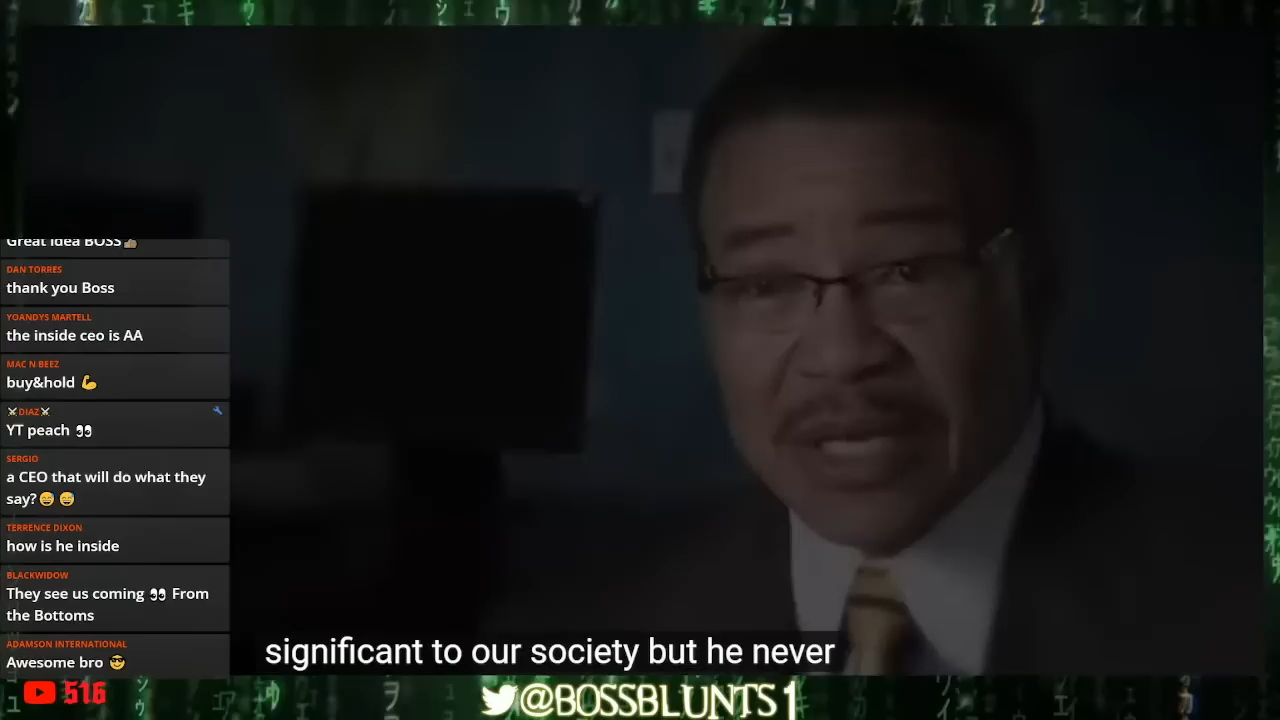 Great idea BOSS👍🏽
DAN TORRES
thank you Boss
YOANDYS MARTELL
the inside ceo is AA
MAC N BEEZ
buy&hold 💪
⚔DIAZ⚔
YT peach 👀
SERGIO
a CEO that will do what they
say?😅 😅
TERRENCE DIXON
how is he inside
BLACKWIDOW
They see us coming 👀 From
the Bottoms
ADAMSON INTERNATIONAL
Awesome bro 😎
significant to our society but he never
516
@BOSSBLUNTS1